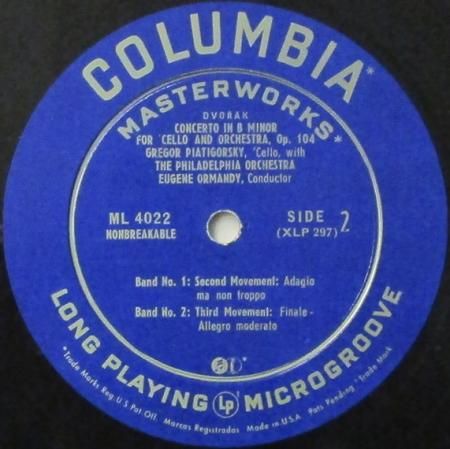 COLUMBIA*
MASTERWORKS*
DVOŘAK
CONCERTO IN B MINOR
FOR 'CELLO AND ORCHESTRA, Op. 104
GREGOR PIATIGORSKY, 'Cello, with
THE PHILADELPHIA ORCHESTRA
EUGENE ORMANDY, Conductor
ML 4022
NONBREAKABLE
SIDE 2
(XLP 297)
Band No. 1: Second Movement: Adagio
ma non troppo
Band No. 2: Third Movement: Finale -
Allegro moderato
LONG PLAYING Lp MICROGROOVE
*Trade Marks Reg. U S Pat. Off. Marcas Registradas Made in U.S.A Pats Pending *Trade Mark